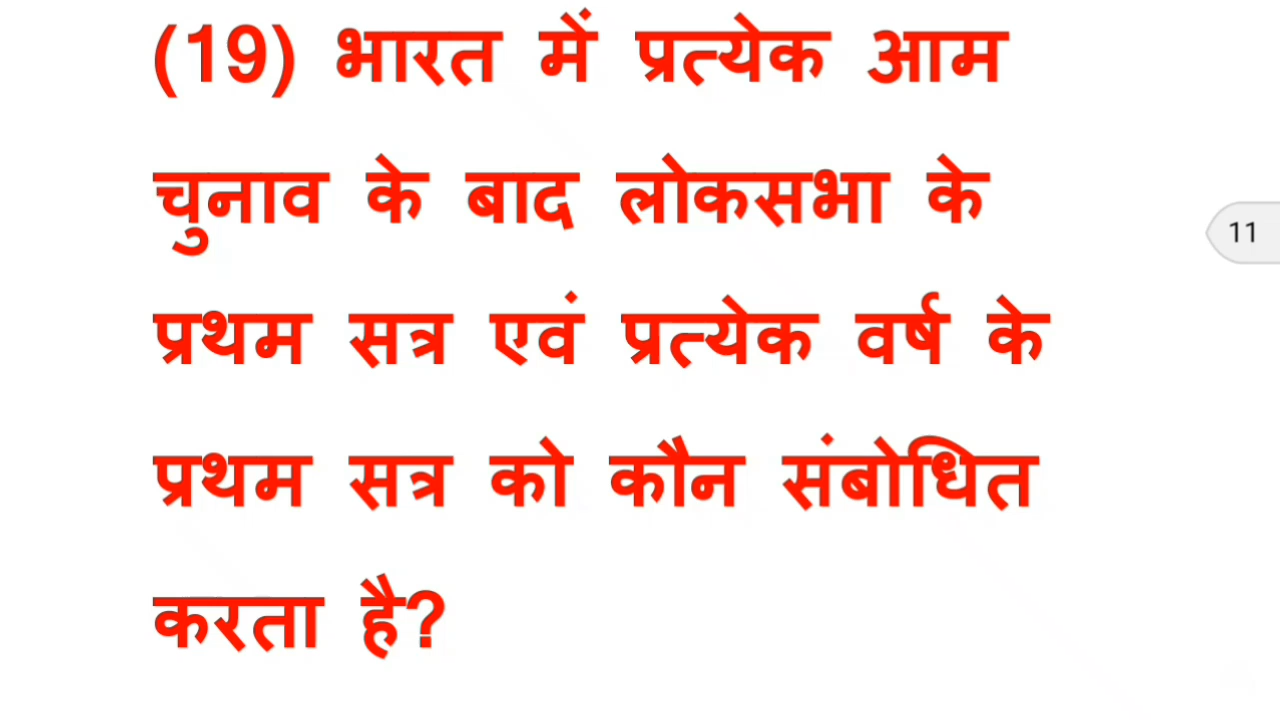 (19) भारत में प्रत्येक आम
चुनाव के बाद लोकसभा के
प्रथम सत्र एवं प्रत्येक वर्ष के
प्रथम सत्र को कौन संबोधित
करता है?
11